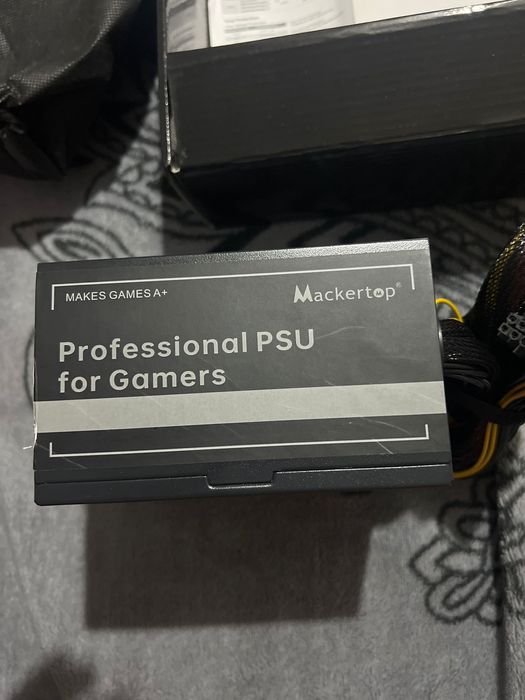 MAKES GAMES A+
Mackertop®
Professional PSU
for Gamers